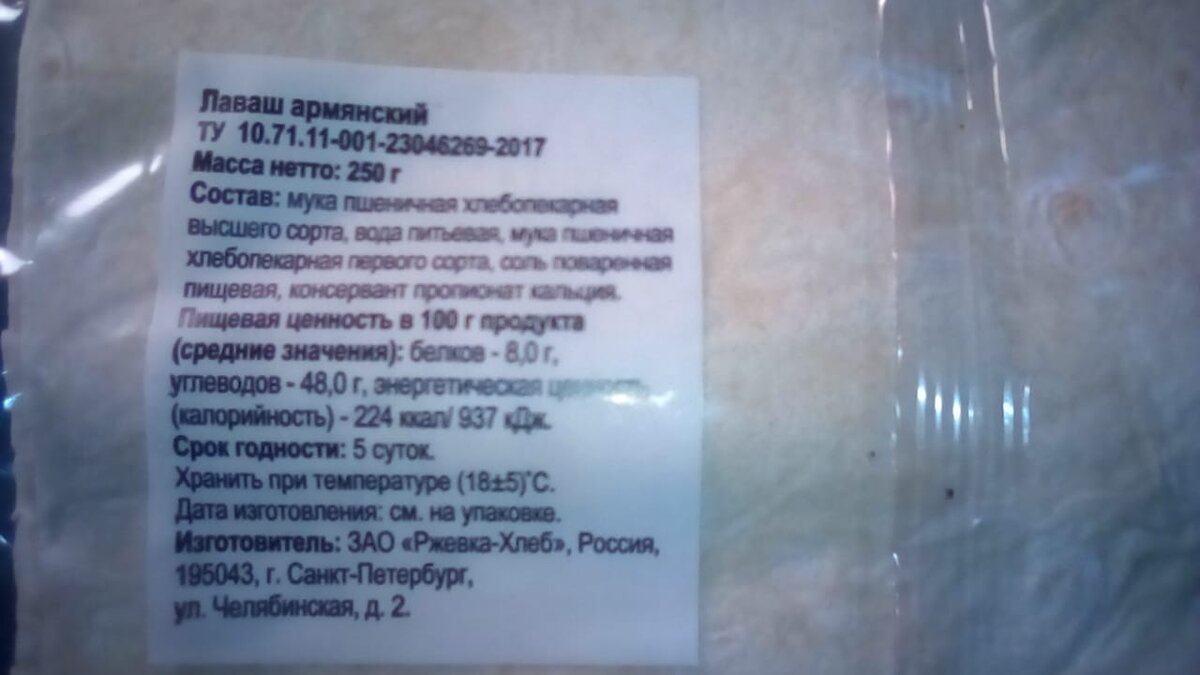 Лаваш армянский
ТУ 10.71.11-001-23046269-2017
Масса нетто: 250 г
Состав: мука пшеничная хлебопекарная
высшего сорта, вода питьевая, мука пшеничная
хлебопекарная первого сорта, соль поваренная
пищевая, консервант пропионат кальция.
Пищевая ценность в 100 г продукта
(средние значения): белков - 8,0 г,
углеводов - 48,0 г, энергетическая ценность
(калорийность) - 224 ккал/ 937 кДж.
Срок годности: 5 суток.
Хранить при температуре (18±5)°С.
Дата изготовления: см. на упаковке.
Изготовитель: ЗАО «Ржевка-Хлеб», Россия,
195043, г. Санкт-Петербург,
ул. Челябинская, д. 2.